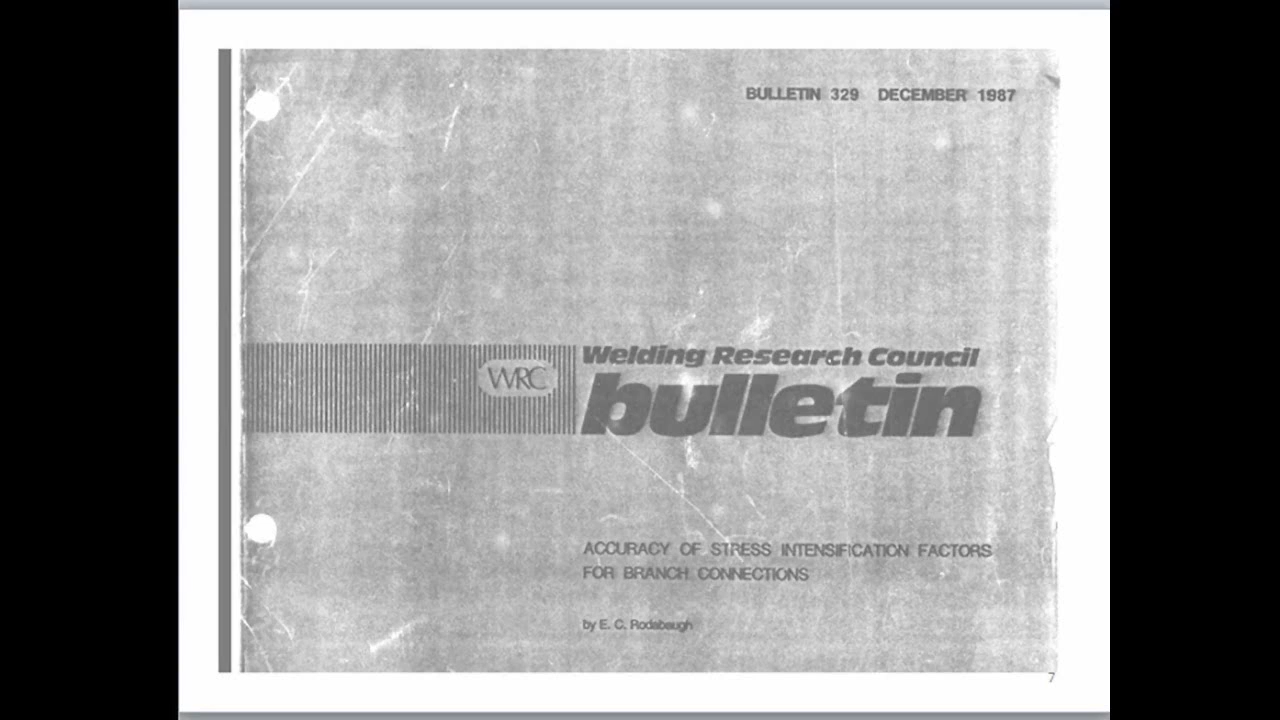 BULLETIN 329 DECEMBER 1987
Welding Research Council
WRC
bulletin
ACCURACY OF STRESS INTENSIFICATION FACTORS
FOR BRANCH CONNECTIONS
by E. C. Rodabaugh
7